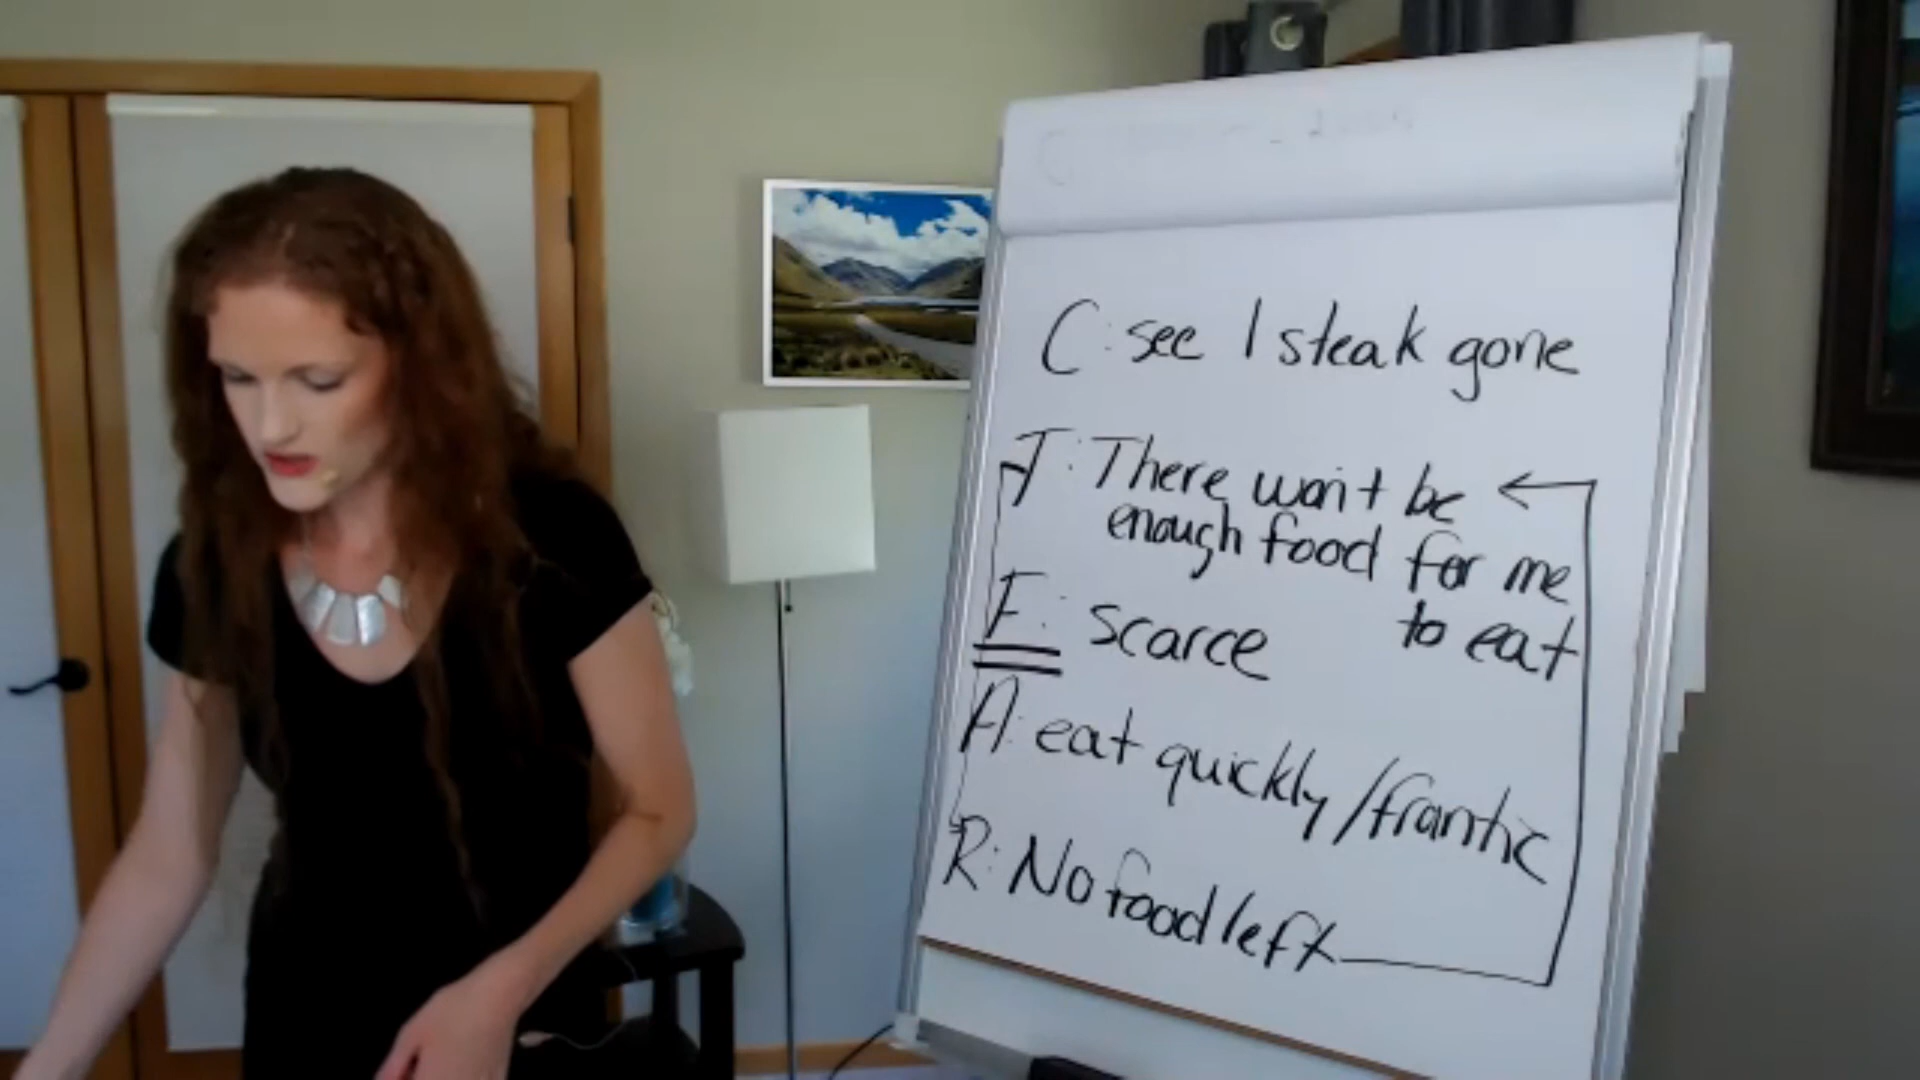 C: see 1 steak gone
T: There won't be
enough food for me
to eat
F: scarce
A: eat quickly/frantic
R: No food left